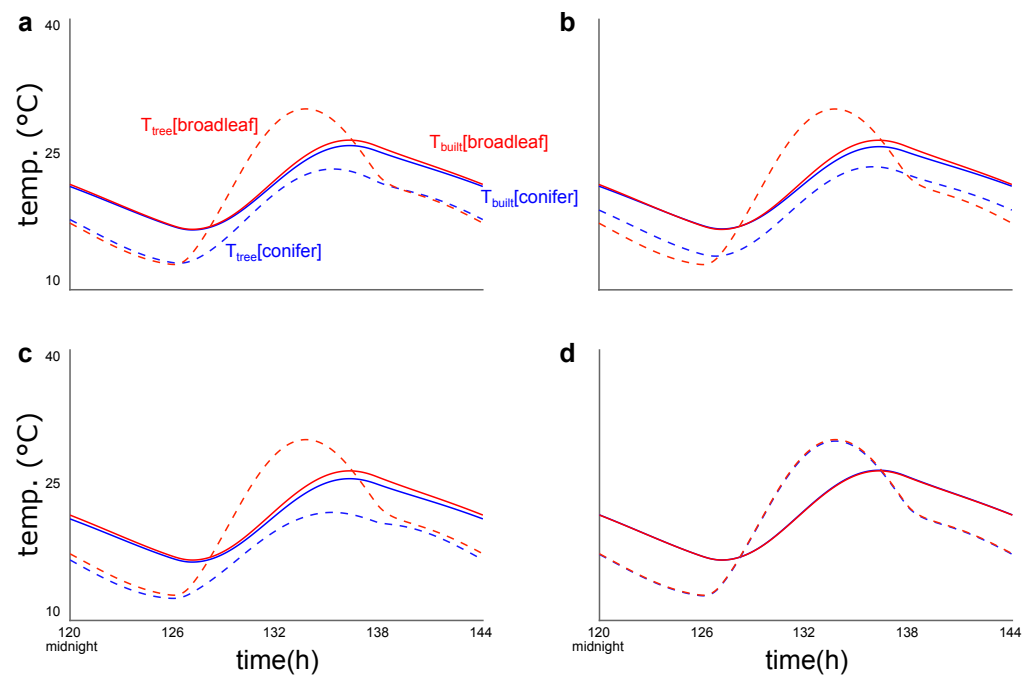 a
b
40
T_tree[broadleaf]
T_built[broadleaf]
25
temp. (°C)
T_built[conifer]
T_tree[conifer]
10
c
d
40
25
temp. (°C)
10
120 126 132 138 144
midnight
time(h)
120 126 132 138 144
midnight
time(h)